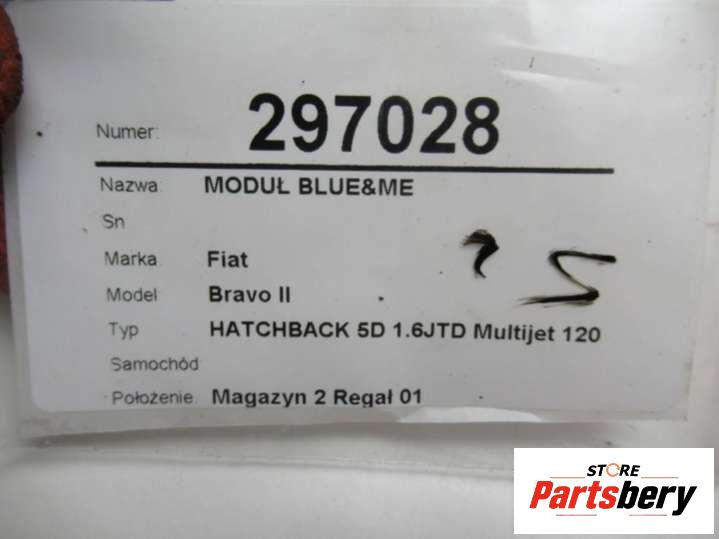 Numer: 297028
Nazwa: MODUŁ BLUE&ME
Sn
Marka Fiat
Model Bravo II
Typ HATCHBACK 5D 1.6JTD Multijet 120
Samochód
Położenie: Magazyn 2 Regał 01
STORE
Partsbery